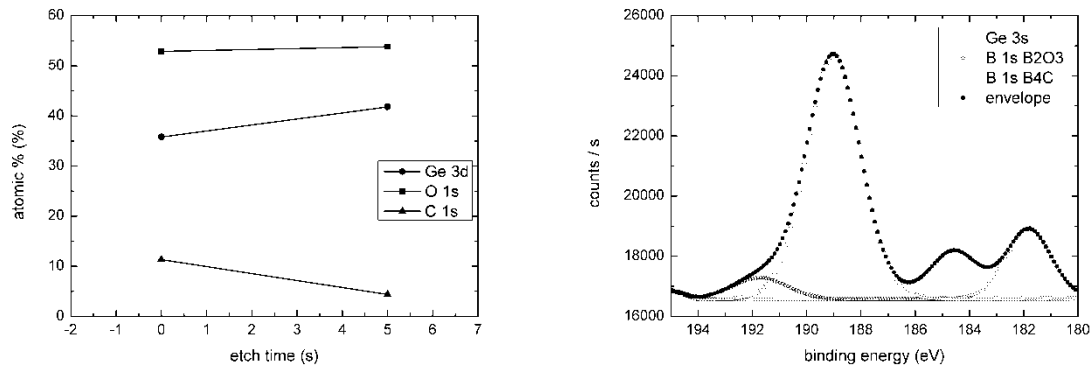 60
50
40
30
20
10
0
atomic % (%)
Ge 3d
O 1s
C 1s
-2 -1 0 1 2 3 4 5 6 7
etch time (s)
26000
24000
22000
20000
18000
16000
counts / s
Ge 3s
B 1s B2O3
B 1s B4C
envelope
194 192 190 188 186 184 182 180
binding energy (eV)